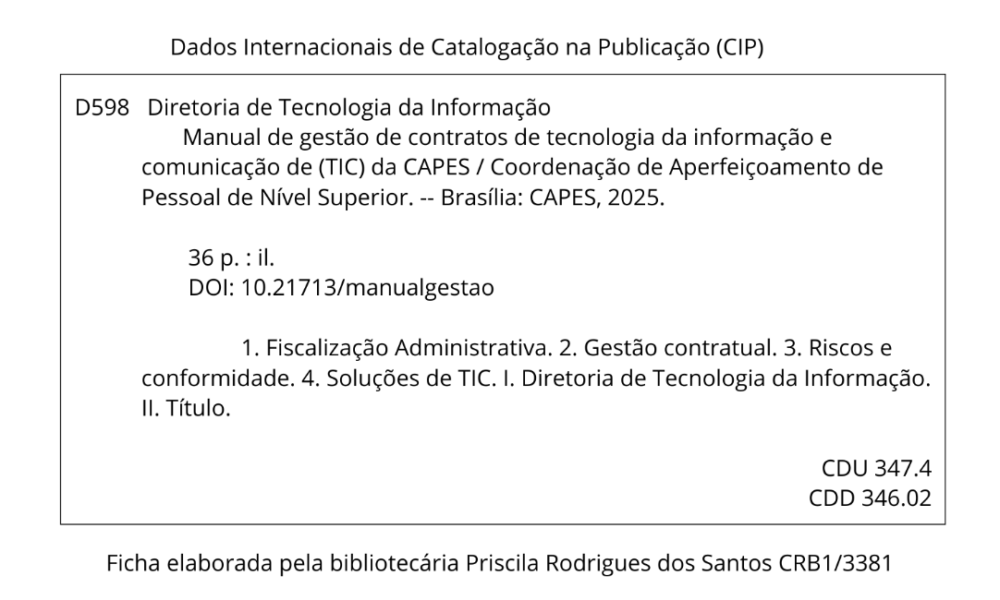 Dados Internacionais de Catalogação na Publicação (CIP)
D598 Diretoria de Tecnologia da Informação
Manual de gestão de contratos de tecnologia da informação e
comunicação de (TIC) da CAPES / Coordenação de Aperfeiçoamento de
Pessoal de Nível Superior. -- Brasília: CAPES, 2025.
36 p. : il.
DOI: 10.21713/manualgestao
1. Fiscalização Administrativa. 2. Gestão contratual. 3. Riscos e
conformidade. 4. Soluções de TIC. I. Diretoria de Tecnologia da Informação.
II. Título.
CDU 347.4
CDD 346.02
Ficha elaborada pela bibliotecária Priscila Rodrigues dos Santos CRB1/3381